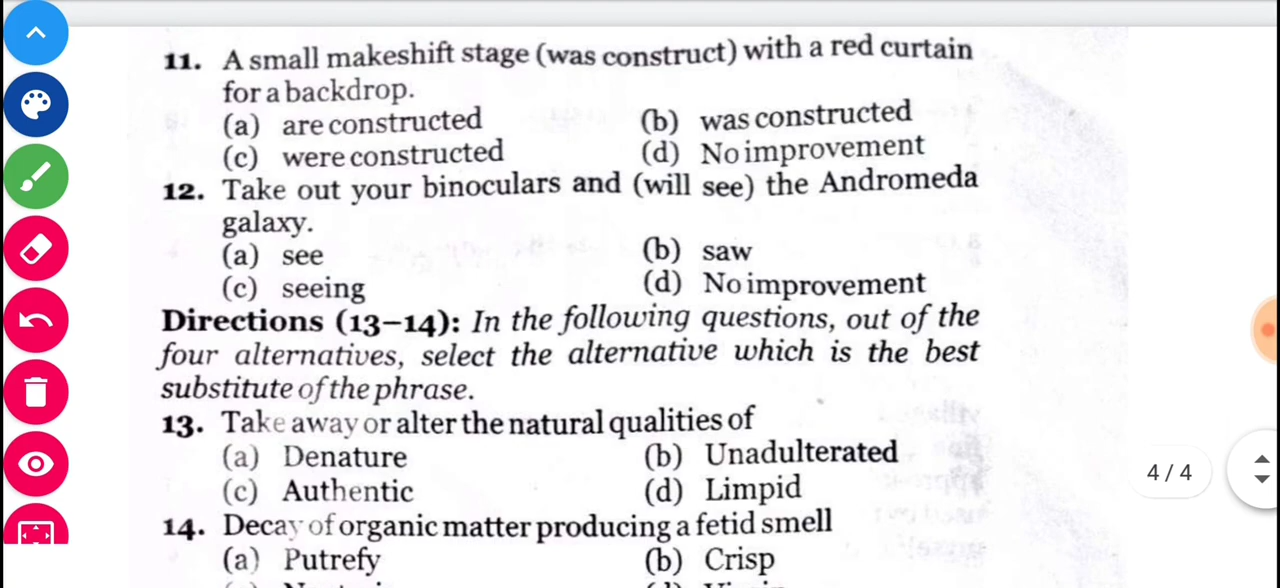 11. A small makeshift stage (was construct) with a red curtain
for a backdrop.
(a) are constructed (b) was constructed
(c) were constructed (d) No improvement
12. Take out your binoculars and (will see) the Andromeda
galaxy.
(a) see (b) saw
(c) seeing (d) No improvement
Directions (13–14): In the following questions, out of the
four alternatives, select the alternative which is the best
substitute of the phrase.
13. Take away or alter the natural qualities of
(a) Denature (b) Unadulterated
(c) Authentic (d) Limpid
4 / 4
14. Decay of organic matter producing a fetid smell
(a) Putrefy (b) Crisp